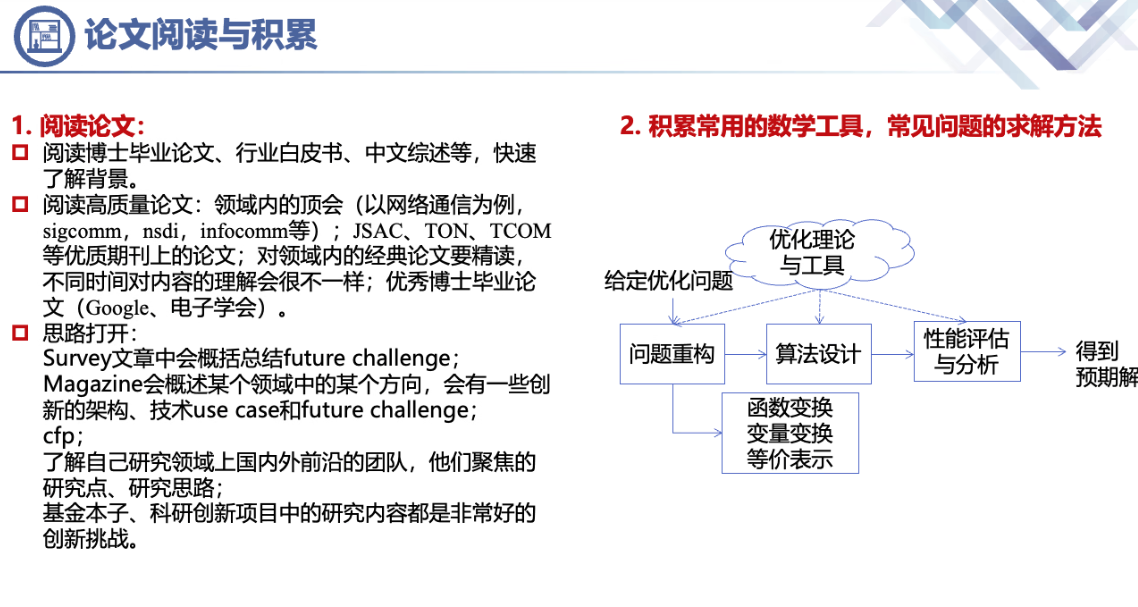 论文阅读与积累
1. 阅读论文：
阅读博士毕业论文、行业白皮书、中文综述等，快速
了解背景。
阅读高质量论文：领域内的顶会（以网络通信为例，
sigcomm，nsdi，infocomm等）；JSAC、TON、TCOM
等优质期刊上的论文；对领域内的经典论文要精读，
不同时间对内容的理解会很不一样；优秀博士毕业论
文（Google、电子学会）。
思路打开：
Survey文章中会概括总结future challenge；
Magazine会概述某个领域中的某个方向，会有一些创
新的架构、技术use case和future challenge；
cfp；
了解自己研究领域上国内外前沿的团队，他们聚焦的
研究点、研究思路；
基金本子、科研创新项目中的研究内容都是非常好的
创新挑战。
2. 积累常用的数学工具，常见问题的求解方法
优化理论
与工具
给定优化问题
问题重构
算法设计
性能评估
与分析
得到
预期解
函数变换
变量变换
等价表示